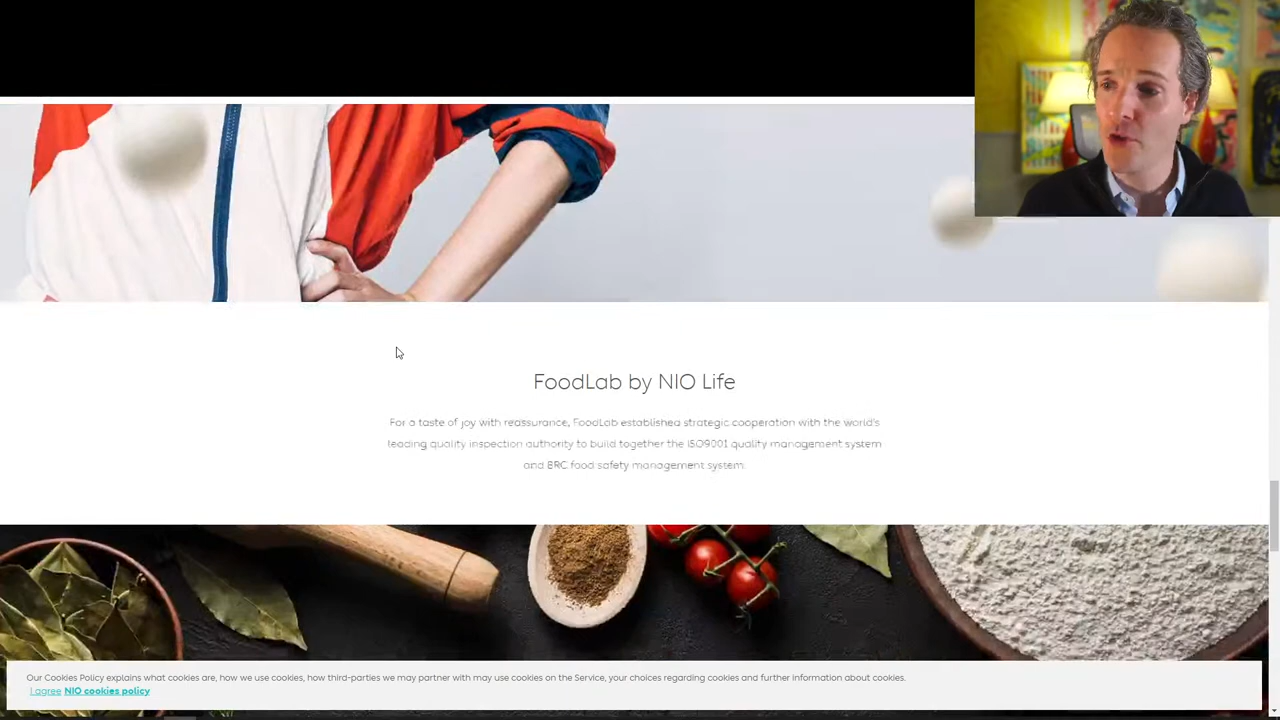 FoodLab by NIO Life
For a taste of joy with reassurance, FoodLab established strategic cooperation with the world's
leading quality inspection authority to build together the ISO9001 quality management system
and BRC food safety management system.
Our Cookies Policy explains what cookies are, how we use cookies, how third-parties we may partner with may use cookies on the Service, your choices regarding cookies and further information about cookies.
I agree NIO cookies policy